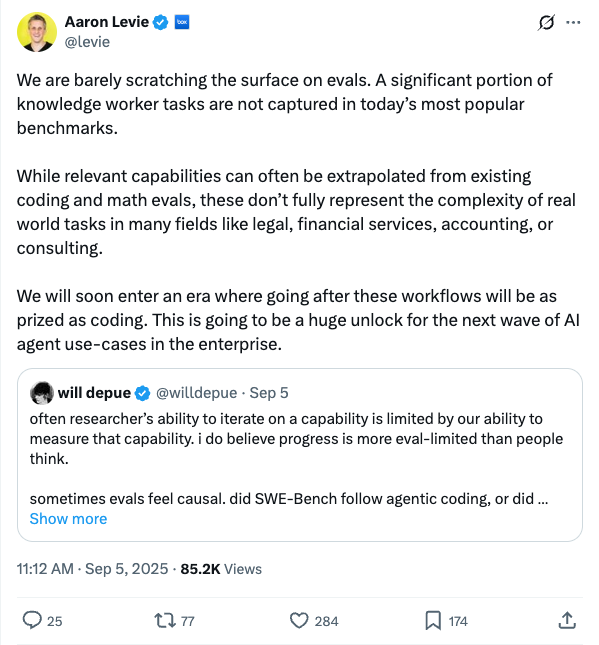 Aaron Levie box
@levie
We are barely scratching the surface on evals. A significant portion of
knowledge worker tasks are not captured in today’s most popular
benchmarks.
While relevant capabilities can often be extrapolated from existing
coding and math evals, these don’t fully represent the complexity of real
world tasks in many fields like legal, financial services, accounting, or
consulting.
We will soon enter an era where going after these workflows will be as
prized as coding. This is going to be a huge unlock for the next wave of AI
agent use-cases in the enterprise.
will depue @willdepue · Sep 5
often researcher’s ability to iterate on a capability is limited by our ability to
measure that capability. i do believe progress is more eval-limited than people
think.
sometimes evals feel causal. did SWE-Bench follow agentic coding, or did ...
Show more
11:12 AM · Sep 5, 2025 · 85.2K Views
25 77 284 174